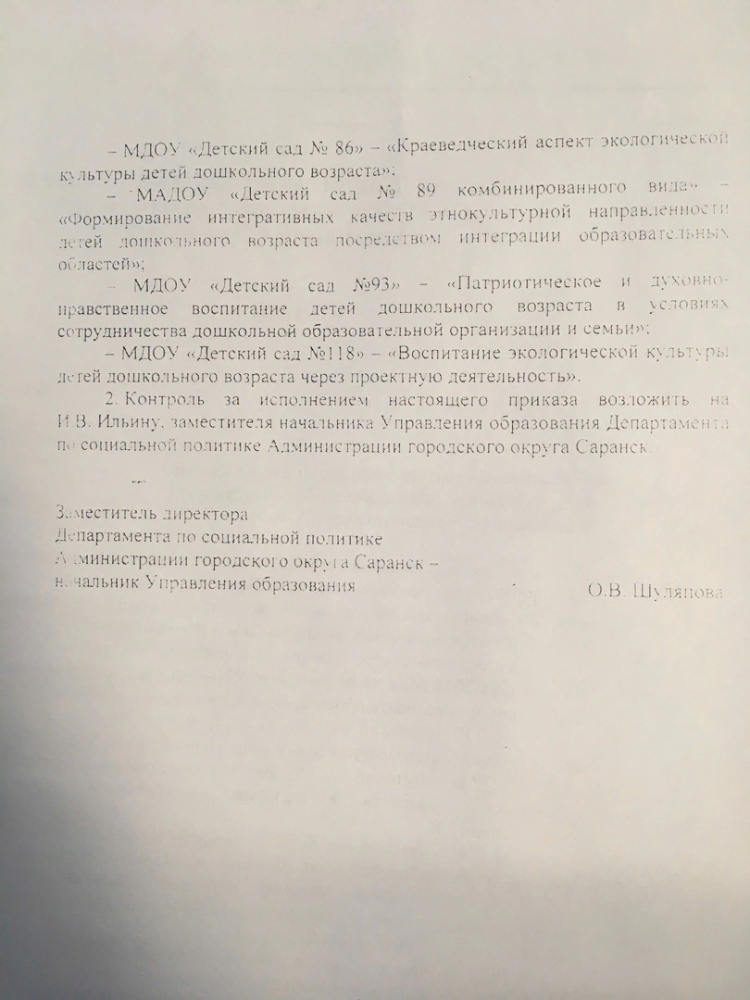 – МДОУ «Детский сад № 86» – «Краеведческий аспект экологической
культуры детей дошкольного возраста»;
– МАДОУ «Детский сад № 89 комбинированного вида» –
«Формирование интегративных качеств этнокультурной направленности
детей дошкольного возраста посредством интеграции образовательных
областей»;
– МДОУ «Детский сад №93» – «Патриотическое и духовно-
нравственное воспитание детей дошкольного возраста в условиях
сотрудничества дошкольной образовательной организации и семьи»;
– МДОУ «Детский сад №118» – «Воспитание экологической культуры
детей дошкольного возраста через проектную деятельность».
2. Контроль за исполнением настоящего приказа возложить на
И.В. Ильину, заместителя начальника Управления образования Департамента
по социальной политике Администрации городского округа Саранск.
Заместитель директора
Департамента по социальной политике
Администрации городского округа Саранск –
начальник Управления образования
О.В. Шуляпова